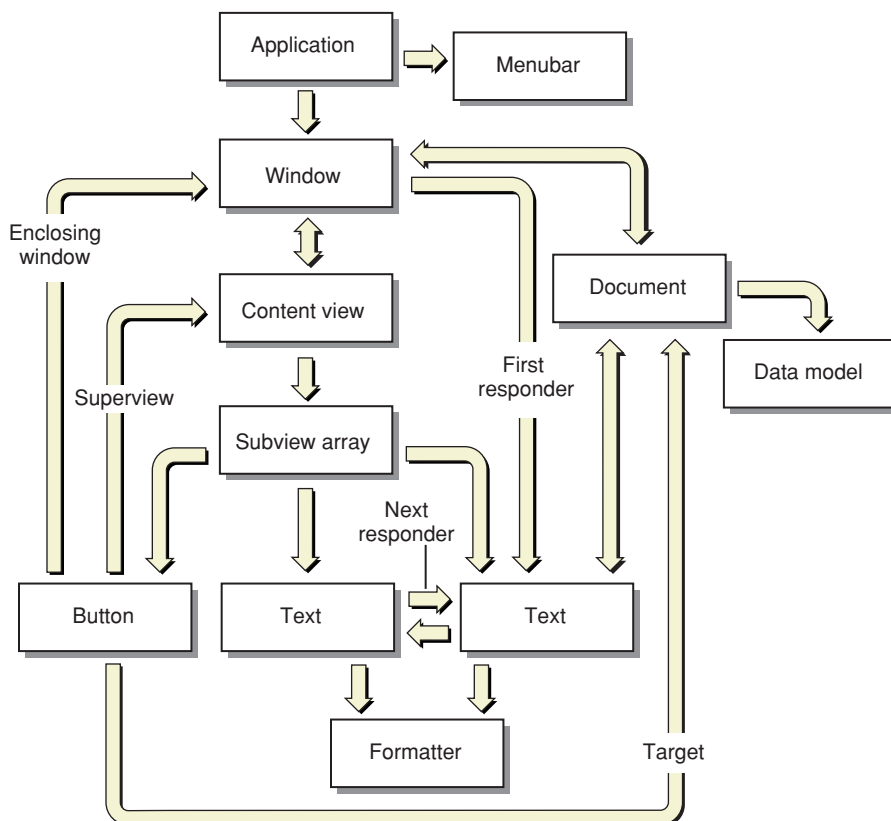 Application
Menubar
Window
Enclosing
window
Document
Content view
First
responder
Data model
Superview
Subview array
Next
responder
Button
Text
Text
Formatter
Target